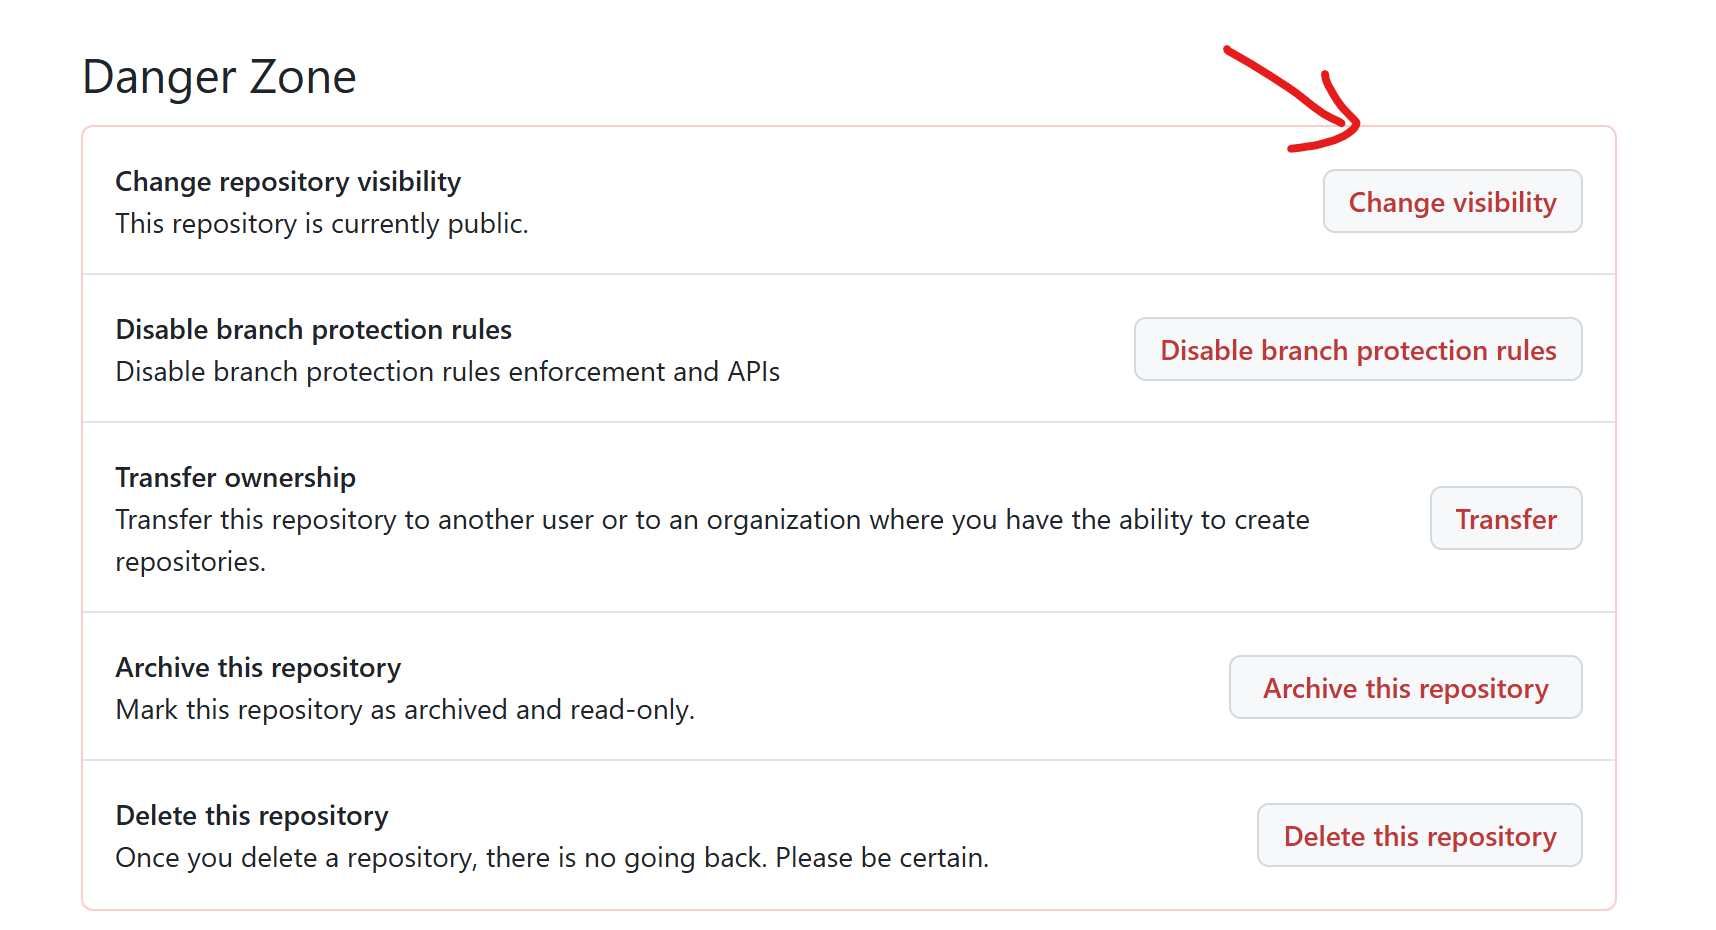 Danger Zone
Change repository visibility
This repository is currently public.
Change visibility
Disable branch protection rules
Disable branch protection rules enforcement and APIs
Disable branch protection rules
Transfer ownership
Transfer this repository to another user or to an organization where you have the ability to create
repositories.
Transfer
Archive this repository
Mark this repository as archived and read-only.
Archive this repository
Delete this repository
Once you delete a repository, there is no going back. Please be certain.
Delete this repository